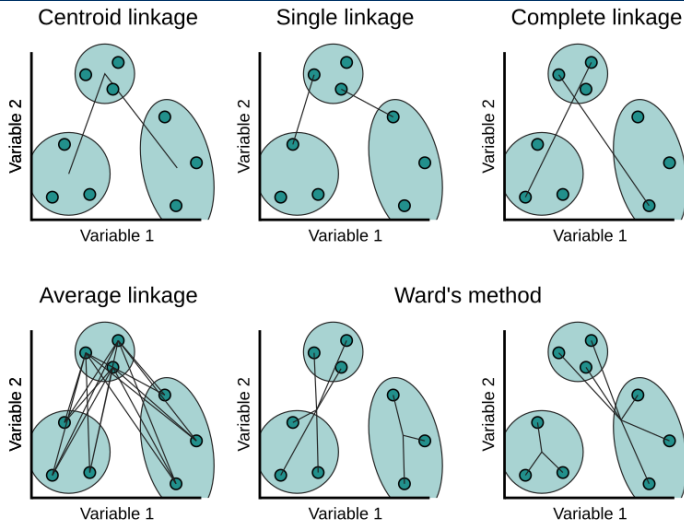 Centroid linkage
Single linkage
Complete linkage
Variable 2
Variable 1
Variable 2
Variable 1
Variable 2
Variable 1
Average linkage
Ward's method
Variable 2
Variable 1
Variable 2
Variable 1
Variable 2
Variable 1